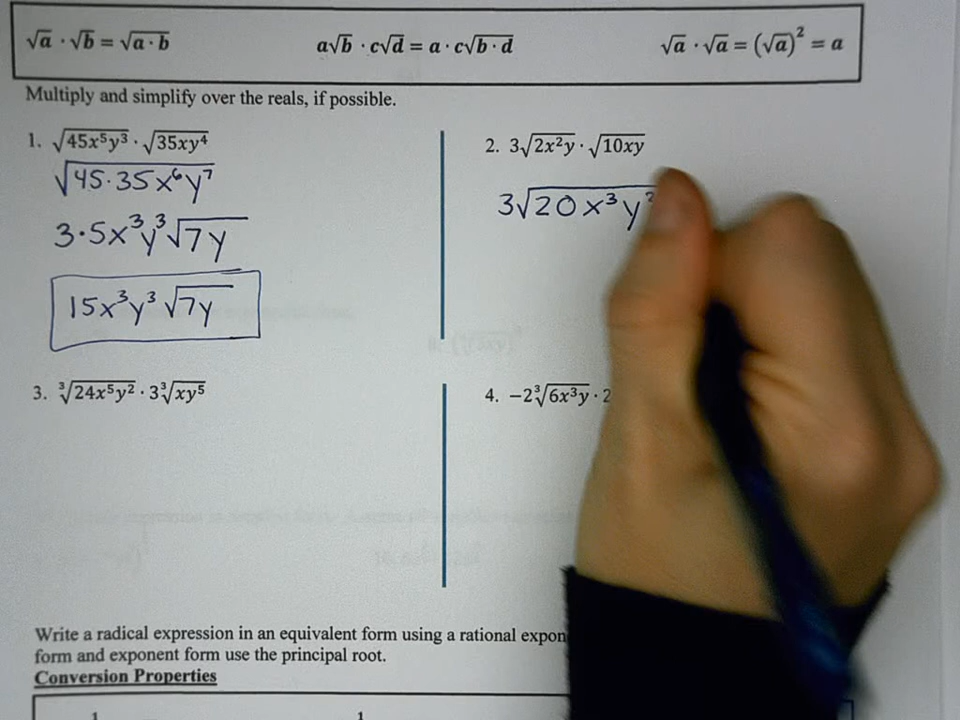 √a · √b = √a · b
a√b · c√d = a · c√b · d
√a · √a = (√a)² = a
Multiply and simplify over the reals, if possible.
1. √45x⁵y³ · √35xy⁴
√45·35x⁶y⁷
3·5x³y³√7y
15x³y³√7y
2. 3√2x²y · √10xy
3√20x³y²
3. ∛24x⁵y² · 3∛xy⁵
4. −2∛6x³y · 2
Write a radical expression in an equivalent form using a rational
form and exponent form use the principal root.
Conversion Properties